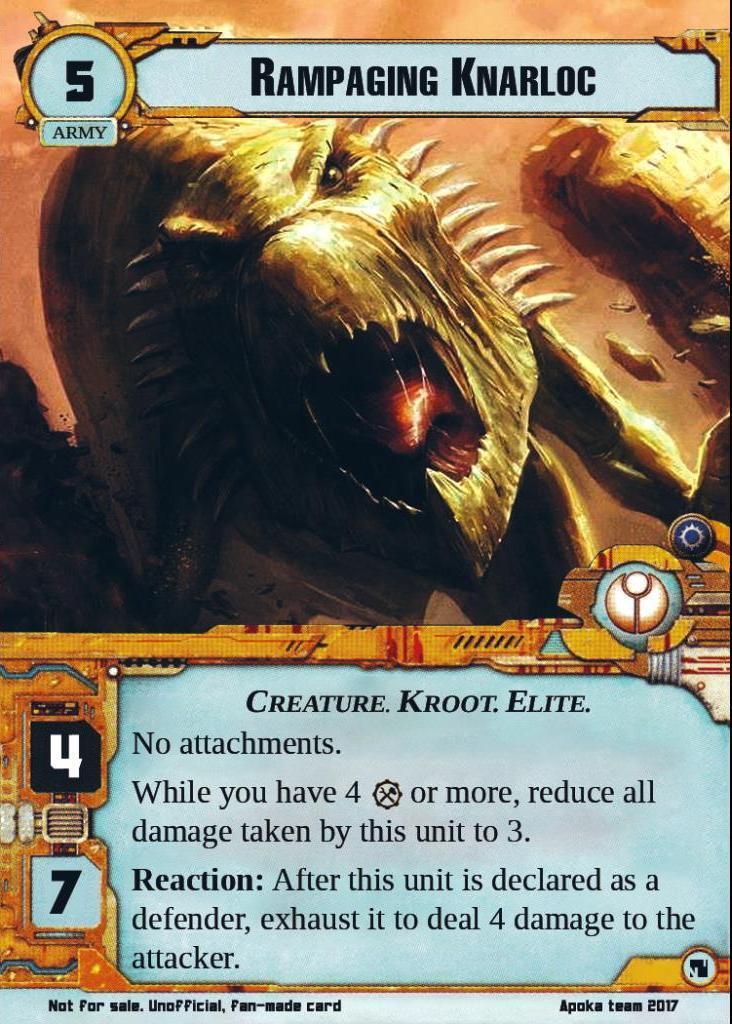 5
RAMPAGING KNARLOC
ARMY
CREATURE. KROOT. ELITE.
No attachments.
4
While you have 4 or more, reduce all
damage taken by this unit to 3.
7
Reaction: After this unit is declared as a
defender, exhaust it to deal 4 damage to the
attacker.
Not for sale. Unofficial, fan-made card
Apoka team 2017